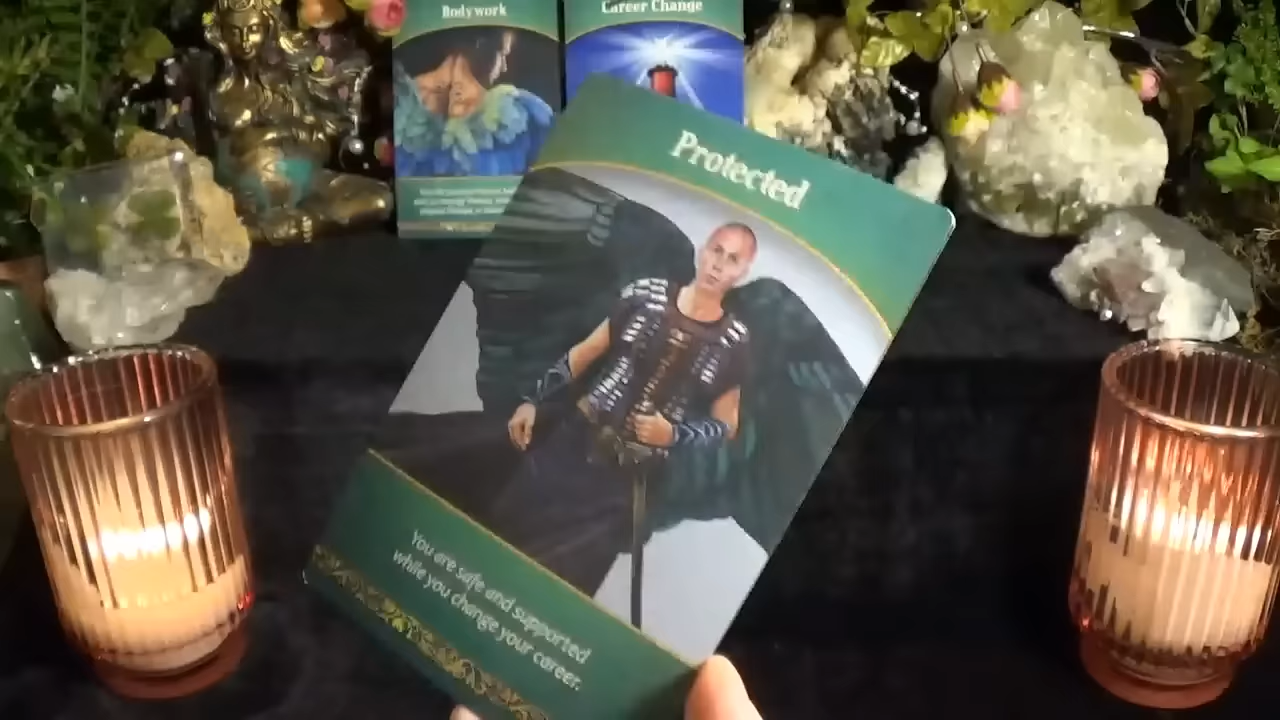 Bodywork
Career Change
Protected
You are safe and supported
while you change your career.